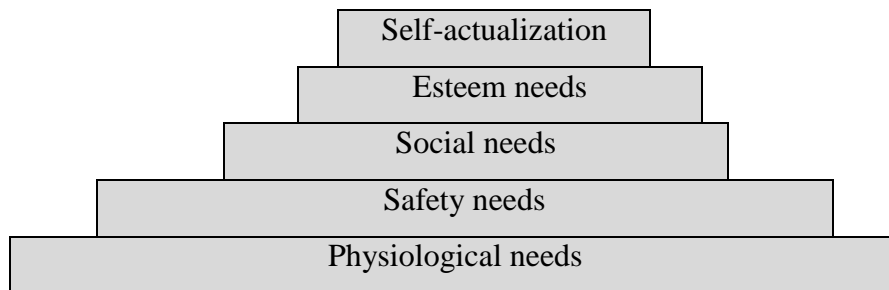 Self-actualization
Esteem needs
Social needs
Safety needs
Physiological needs